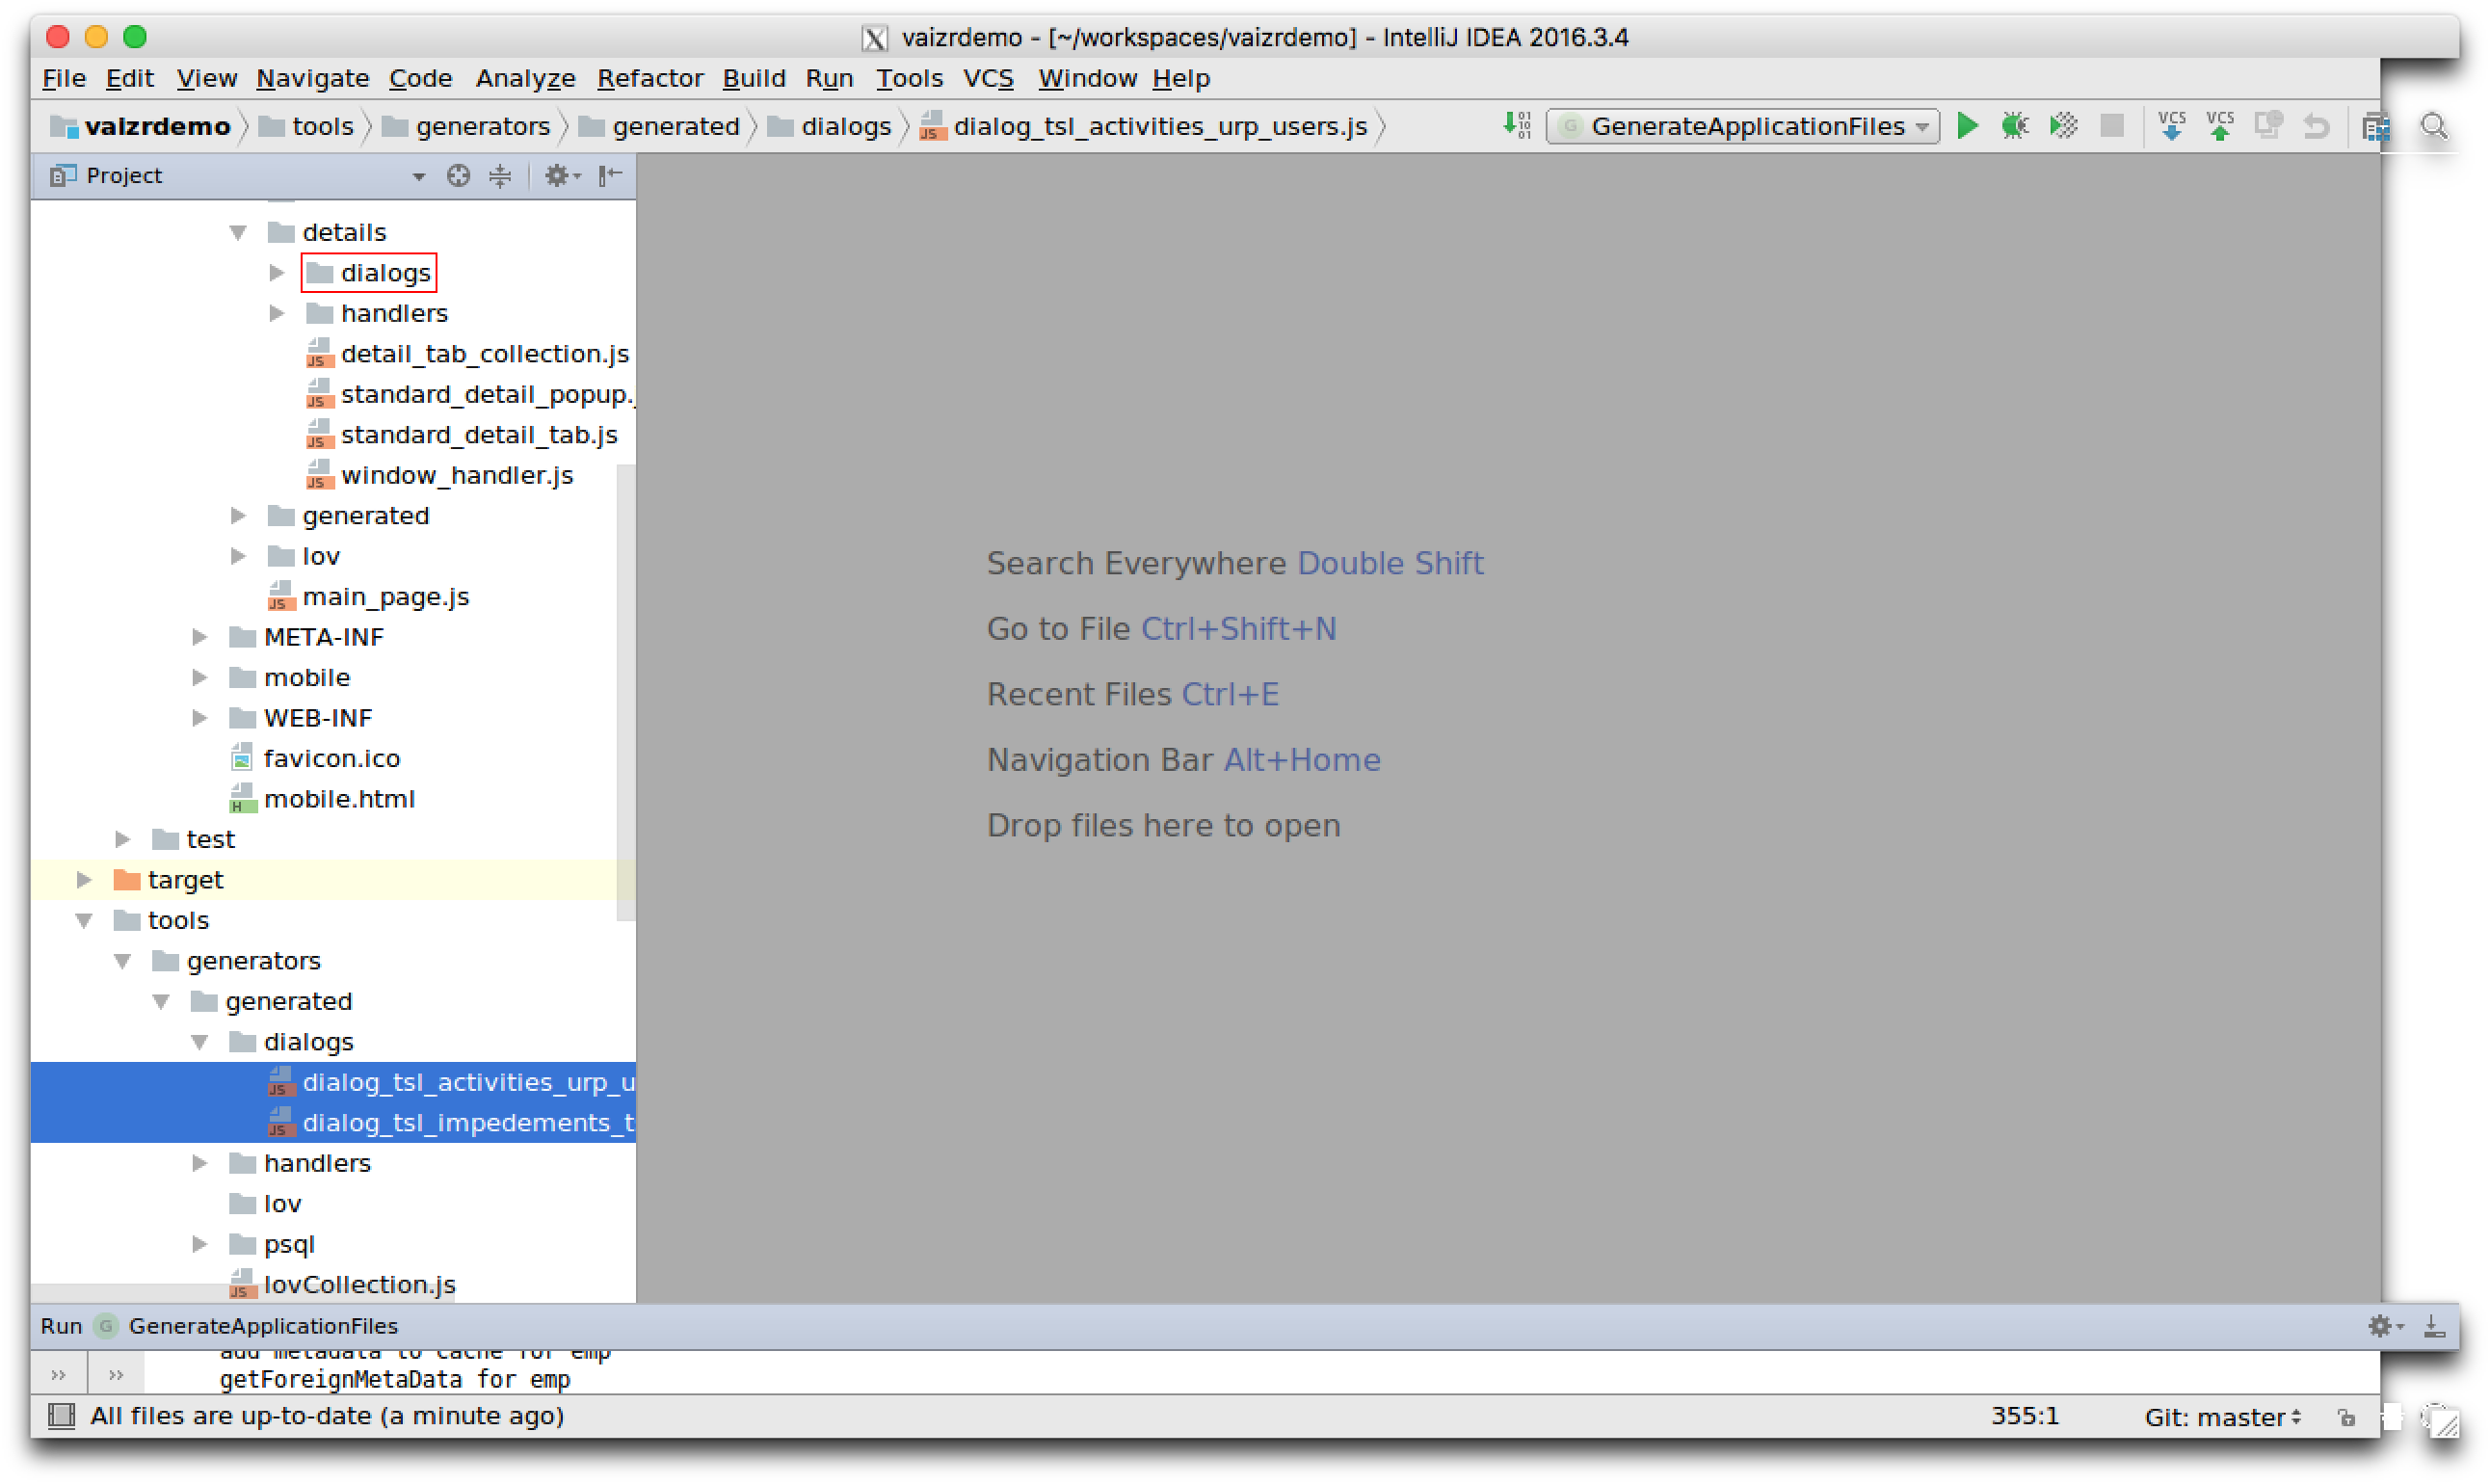 vaizrdemo - [~/workspaces/vaizrdemo] - IntelliJ IDEA 2016.3.4
File Edit View Navigate Code Analyze Refactor Build Run Tools VCS Window Help
vaizrdemo tools generators generated dialogs dialog_tsl_activities_urp_users.js GenerateApplicationFiles VCS VCS
Project
details
dialogs
handlers
detail_tab_collection.js
standard_detail_popup.j
standard_detail_tab.js
window_handler.js
generated
lov
main_page.js
META-INF
mobile
WEB-INF
favicon.ico
mobile.html
test
target
tools
generators
generated
dialogs
dialog_tsl_activities_urp_u
dialog_tsl_impedements_t
handlers
lov
psql
lovCollection.js
Search Everywhere Double Shift
Go to File Ctrl+Shift+N
Recent Files Ctrl+E
Navigation Bar Alt+Home
Drop files here to open
Run G GenerateApplicationFiles
add metadata to cache for emp
getForeignMetaData for emp
All files are up-to-date (a minute ago) 355:1 Git: master